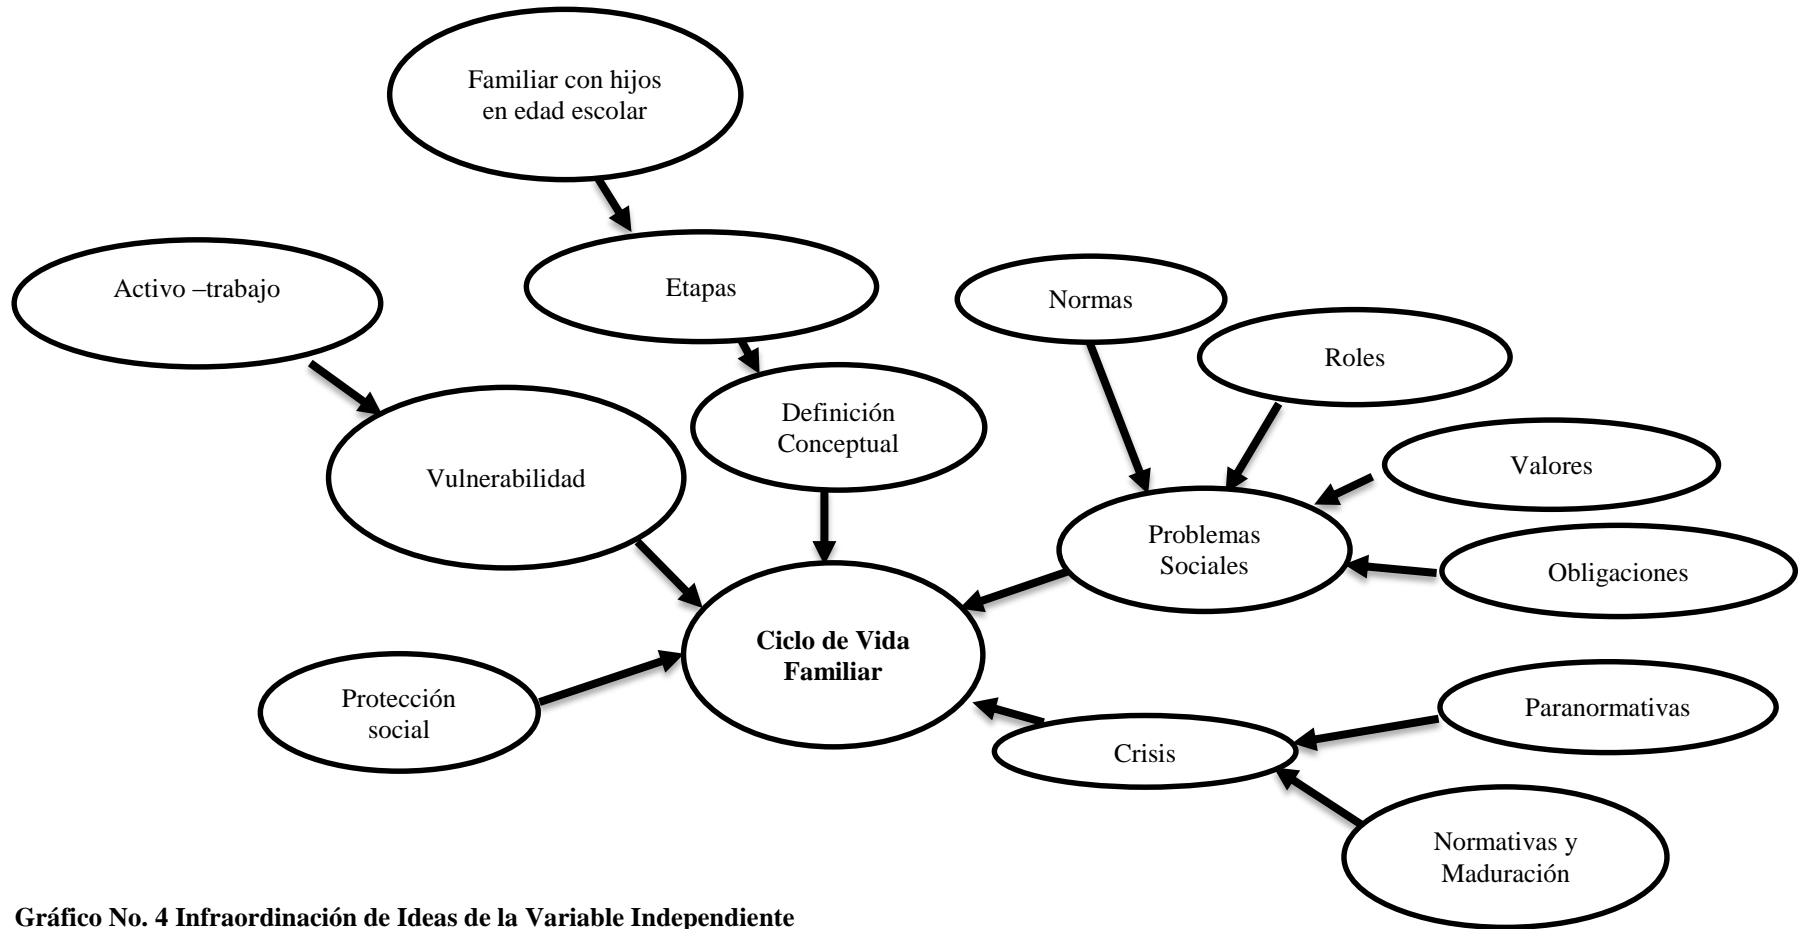 Familiar con hijos
en edad escolar
Activo –trabajo
Etapas
Normas
Roles
Definición
Conceptual
Vulnerabilidad
Valores
Problemas
Sociales
Obligaciones
Ciclo de Vida
Familiar
Protección
social
Paranormativas
Crisis
Normativas y
Maduración
Gráfico No. 4 Infraordinación de Ideas de la Variable Independiente